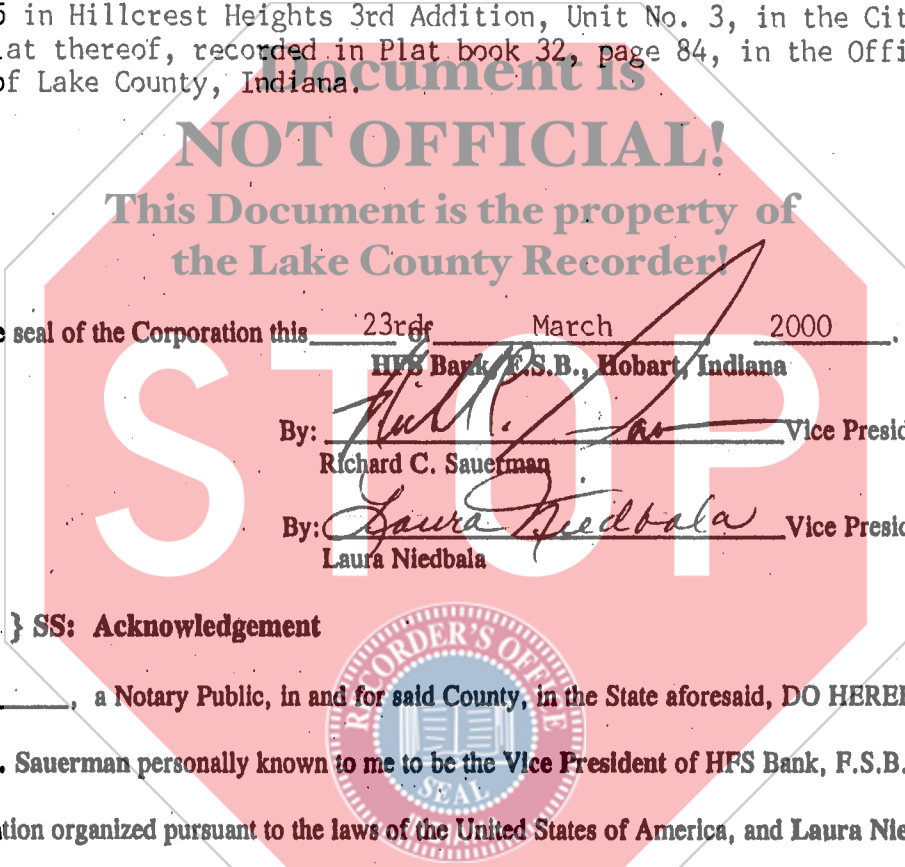 5 in Hillcrest Heights 3rd Addition, Unit No. 3, in the Cit
lat thereof, recorded in Plat book 32, page 84, in the Offi
of Lake County, Indiana.
Document is
NOT OFFICIAL!
This Document is the property of
the Lake County Recorder!
e seal of the Corporation this 23rd of March 2000.
HFS Bank, F.S.B., Hobart, Indiana
By: Vice Presid
Richard C. Sauerman
By: Laura Niedbala Vice Presid
Laura Niedbala
STOP
} SS: Acknowledgement
, a Notary Public, in and for said County, in the State aforesaid, DO HEREB
. Sauerman personally known to me to be the Vice President of HFS Bank, F.S.B.
ation organized pursuant to the laws of the United States of America, and Laura Nie
RECORDER'S OFFICE
SEAL